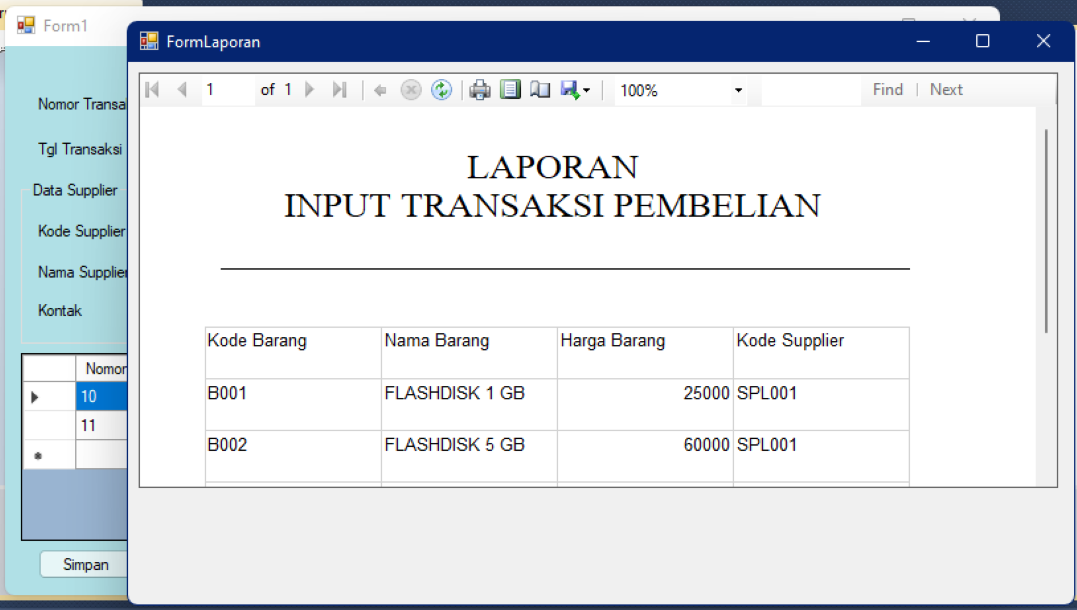 Form1
FormLaporan
1 of 1 100% Find | Next
Nomor Transa
Tgl Transaksi
Data Supplier
Kode Supplier
Nama Supplier
Kontak
Nomor
10
11
Simpan
LAPORAN
INPUT TRANSAKSI PEMBELIAN
Kode Barang Nama Barang Harga Barang Kode Supplier
B001 FLASHDISK 1 GB 25000 SPL001
B002 FLASHDISK 5 GB 60000 SPL001